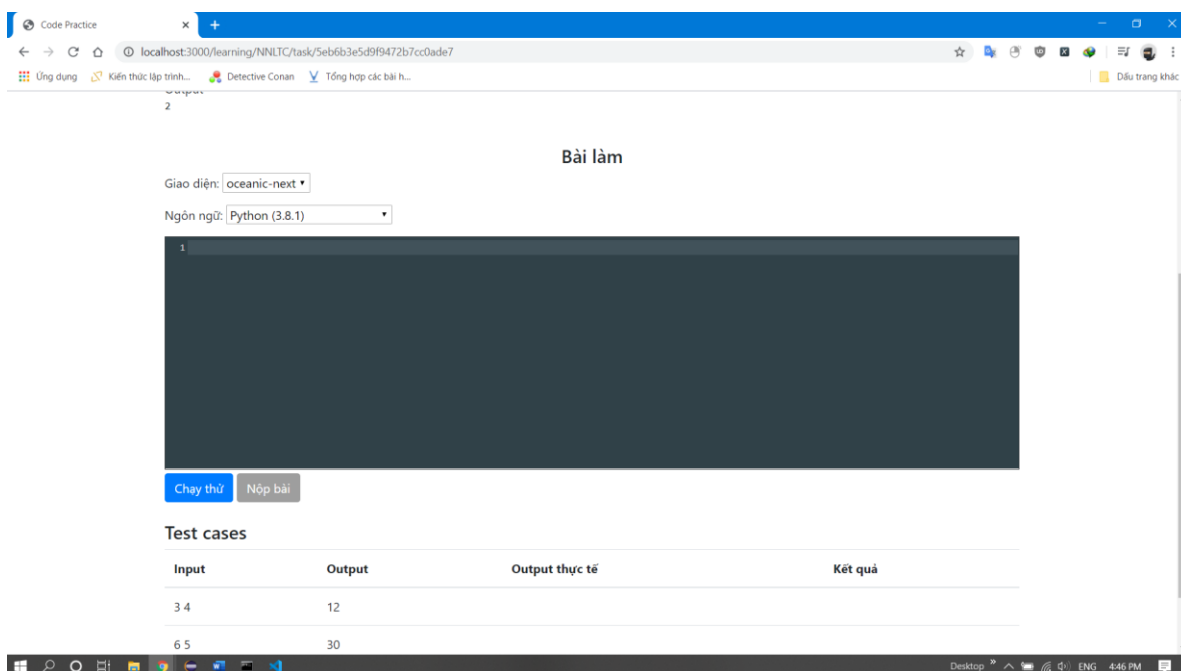 Code Practice
localhost:3000/learning/NNLTC/task/5eb6b3e5d9f9472b7cc0ade7
Ứng dụng Kiến thức lập trình... Detective Conan Tổng hợp các bài h... Dấu trang khác
Output
2
Bài làm
Giao diện: oceanic-next
Ngôn ngữ: Python (3.8.1)
1
Chạy thử Nộp bài
Test cases
Input Output Output thực tế Kết quả
3 4 12
6 5 30
Desktop ENG 4:46 PM